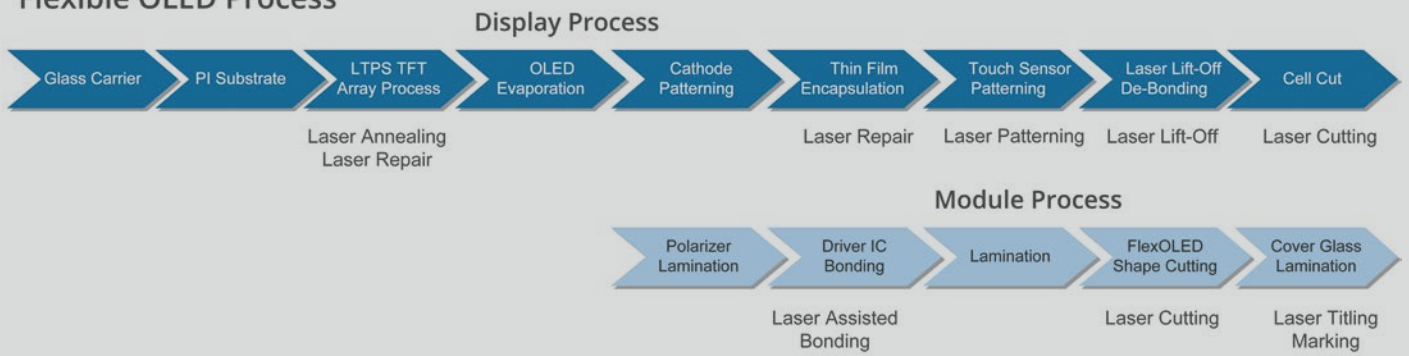 Flexible OLED Process
Display Process
Glass Carrier
PI Substrate
LTPS TFT
Array Process
OLED
Evaporation
Cathode
Patterning
Thin Film
Encapsulation
Touch Sensor
Patterning
Laser Lift-Off
De-Bonding
Cell Cut
Laser Annealing
Laser Repair
Laser Repair
Laser Patterning
Laser Lift-Off
Laser Cutting
Module Process
Polarizer
Lamination
Driver IC
Bonding
Lamination
FlexOLED
Shape Cutting
Cover Glass
Lamination
Laser Assisted
Bonding
Laser Cutting
Laser Titling
Marking